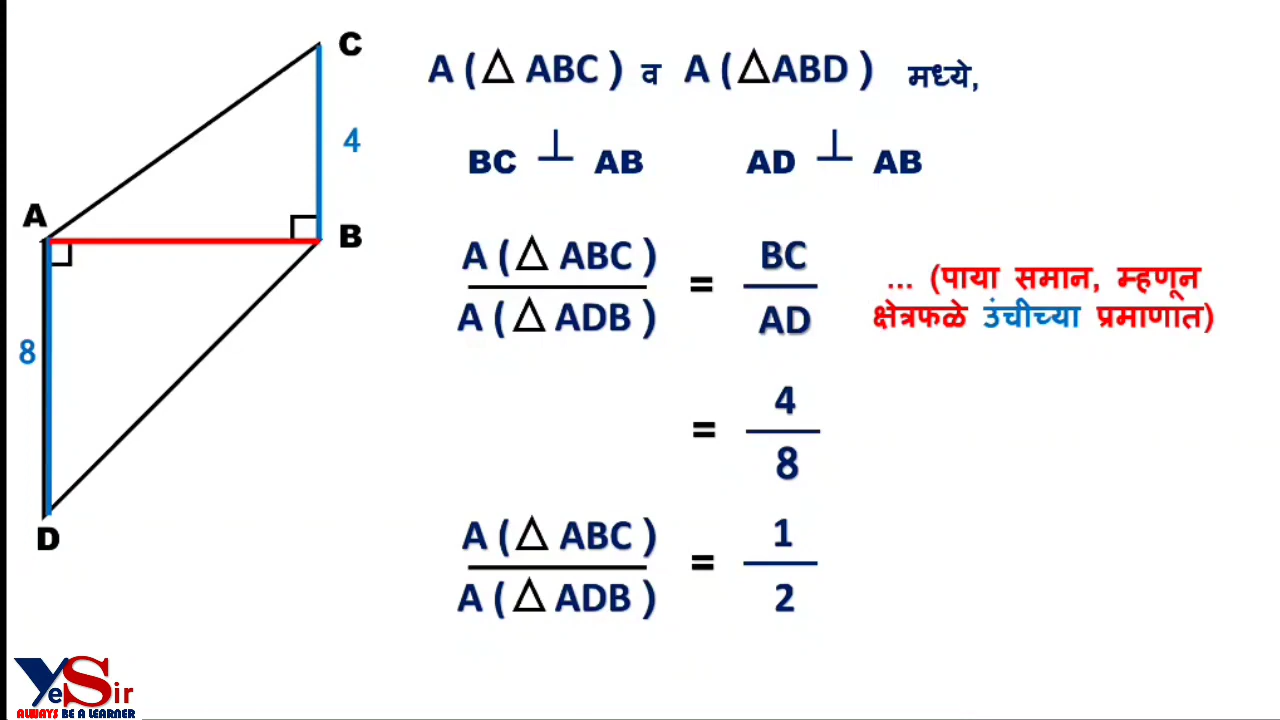 C
A ( △ ABC ) व A ( △ABD ) मध्ये,
4
BC ⊥ AB AD ⊥ AB
A
B
A ( △ ABC ) / A ( △ ADB ) = BC / AD
... (पाया समान, म्हणून
क्षेत्रफळे उंचीच्या प्रमाणात)
8
= 4 / 8
D
A ( △ ABC ) / A ( △ ADB ) = 1 / 2
YeSir
ALWAYS BE A LEARNER